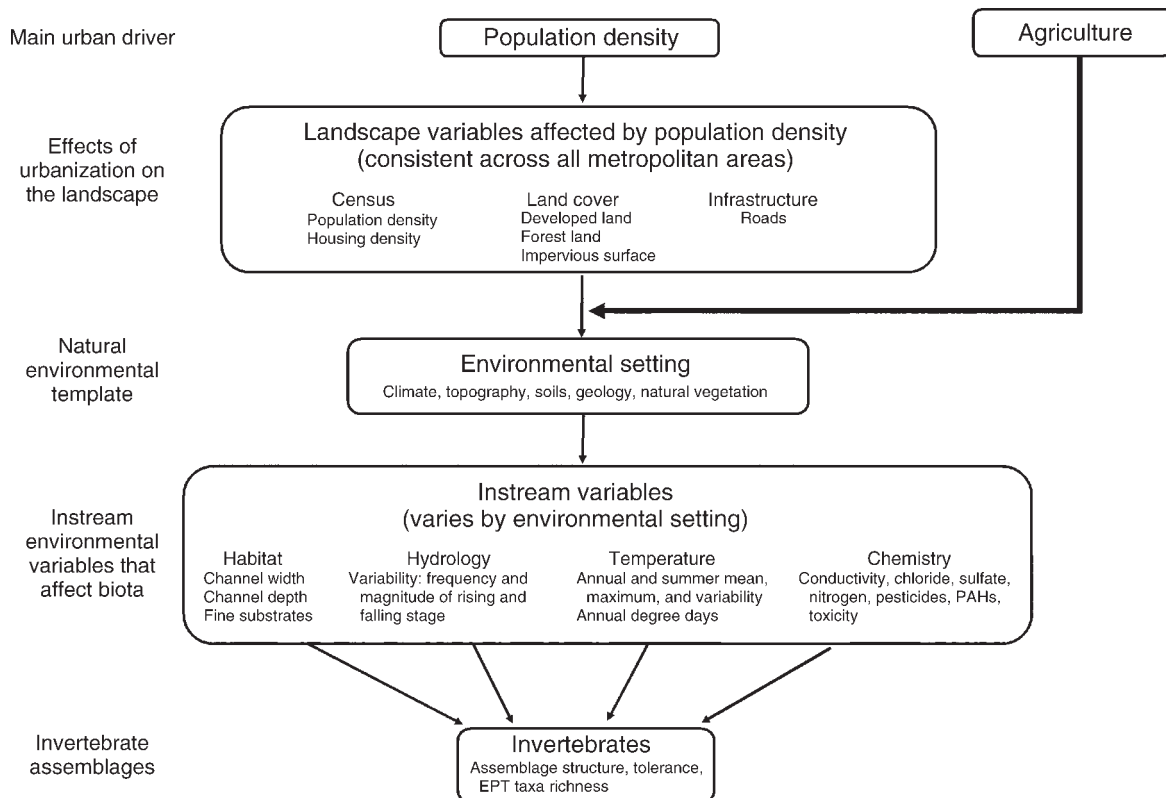 Main urban driver
Population density
Agriculture
Effects of
urbanization on
the landscape
Landscape variables affected by population density
(consistent across all metropolitan areas)
Census
Population density
Housing density
Land cover
Developed land
Forest land
Impervious surface
Infrastructure
Roads
Natural
environmental
template
Environmental setting
Climate, topography, soils, geology, natural vegetation
Instream
environmental
variables that
affect biota
Instream variables
(varies by environmental setting)
Habitat
Channel width
Channel depth
Fine substrates
Hydrology
Variability: frequency and
magnitude of rising and
falling stage
Temperature
Annual and summer mean,
maximum, and variability
Annual degree days
Chemistry
Conductivity, chloride, sulfate,
nitrogen, pesticides, PAHs,
toxicity
Invertebrate
assemblages
Invertebrates
Assemblage structure, tolerance,
EPT taxa richness